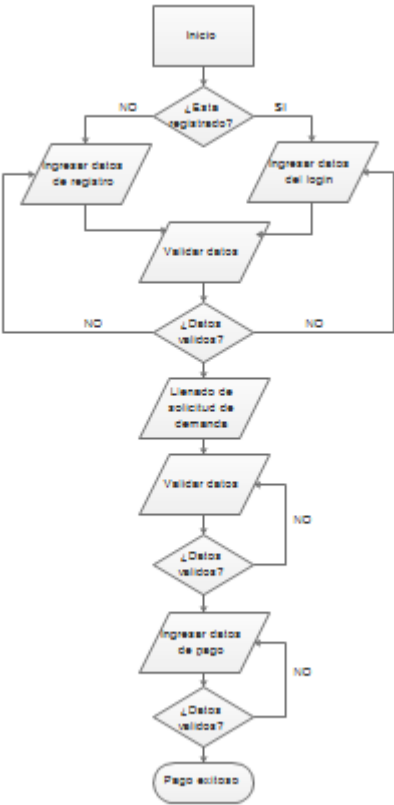 Inicio
¿Esta
registrado?
NO
SI
Ingresar datos
de registro
Ingresar datos
del login
Validar datos
¿Datos
validos?
NO
NO
Llenado de
solicitud de
demanda
Validar datos
NO
¿Datos
validos?
Ingresar datos
de pago
NO
¿Datos
validos?
Pago exitoso